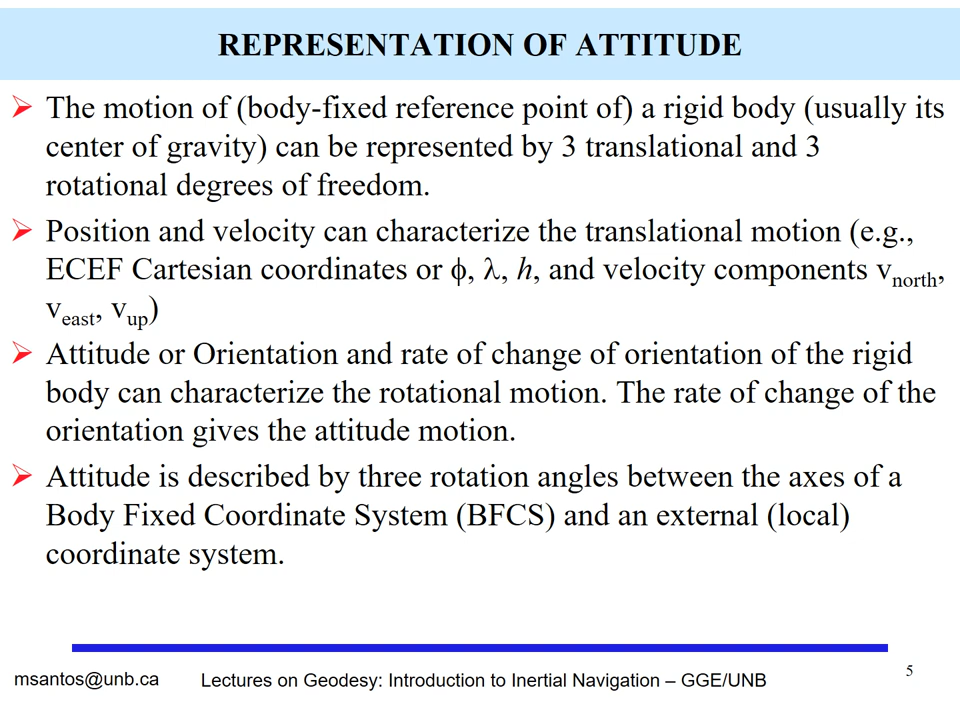 REPRESENTATION OF ATTITUDE
➢ The motion of (body-fixed reference point of) a rigid body (usually its
center of gravity) can be represented by 3 translational and 3
rotational degrees of freedom.
➢ Position and velocity can characterize the translational motion (e.g.,
ECEF Cartesian coordinates or ϕ, λ, h, and velocity components vnorth,
veast, vup)
➢ Attitude or Orientation and rate of change of orientation of the rigid
body can characterize the rotational motion. The rate of change of the
orientation gives the attitude motion.
➢ Attitude is described by three rotation angles between the axes of a
Body Fixed Coordinate System (BFCS) and an external (local)
coordinate system.
msantos@unb.ca
Lectures on Geodesy: Introduction to Inertial Navigation – GGE/UNB
5